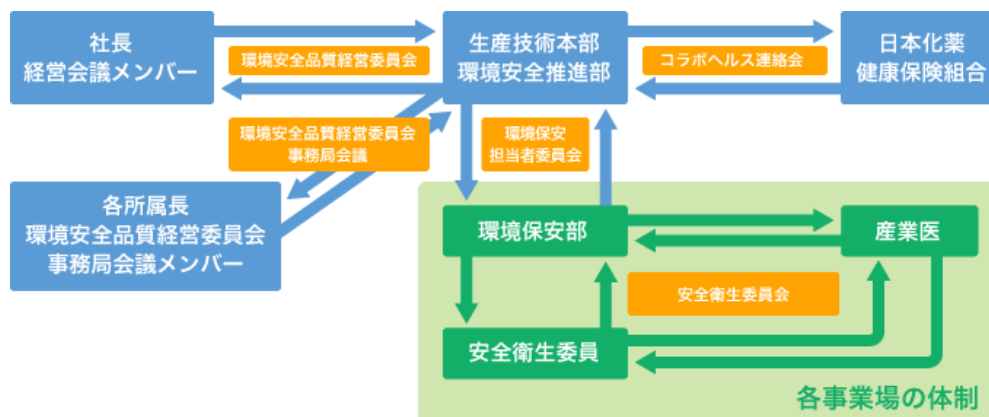 社長
経営会議メンバー
環境安全品質経営委員会
生産技術本部
環境安全推進部
コラボヘルス連絡会
日本化薬
健康保険組合
環境安全品質経営委員会
事務局会議
環境保安
担当者委員会
各所属長
環境安全品質経営委員会
事務局会議メンバー
環境保安部
産業医
安全衛生委員会
安全衛生委員
各事業場の体制